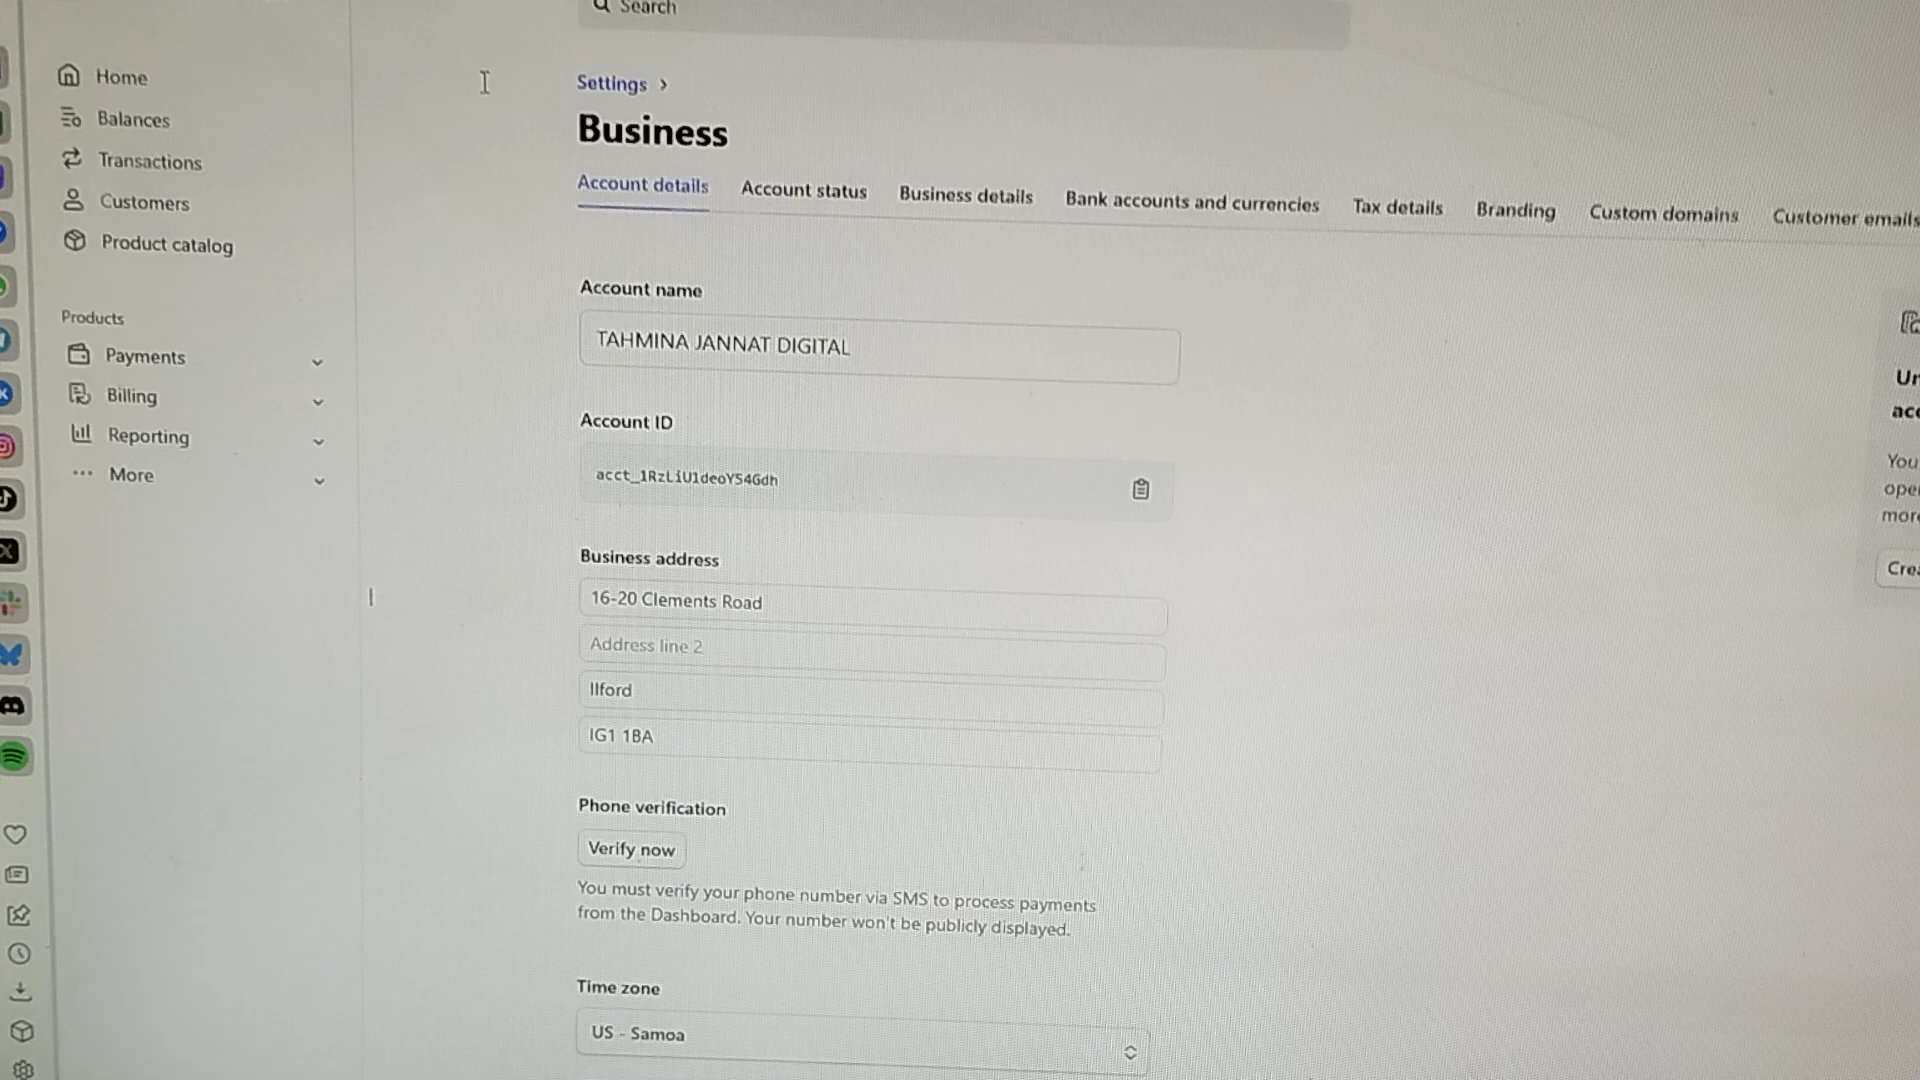 Search
Home
Balances
Transactions
Customers
Product catalog
Products
Payments
Billing
Reporting
More
Settings >
Business
Account details
Account status
Business details
Bank accounts and currencies
Tax details
Branding
Custom domains
Customer emails
Account name
TAHMINA JANNAT DIGITAL
Account ID
acct_1RzLiU1deoY54Gdh
Business address
16-20 Clements Road
Address line 2
Ilford
IG1 1BA
Phone verification
Verify now
You must verify your phone number via SMS to process payments
from the Dashboard. Your number won't be publicly displayed.
Time zone
US - Samoa
You